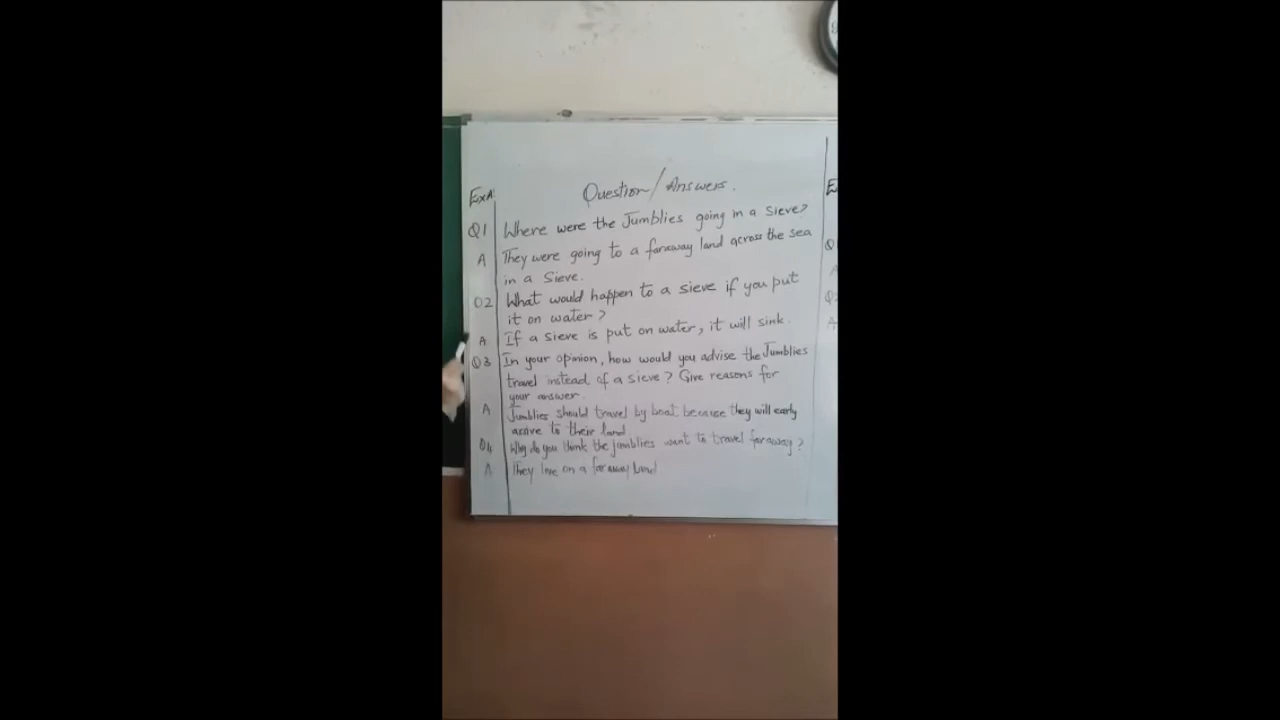 Question/Answers.
Ex A
Q1 Where were the Jumblies going in a Sieve?
A They were going to a faraway land across the sea
in a Sieve.
Q2 What would happen to a sieve if you put
it on water?
A If a sieve is put on water, it will sink.
Q3 In your opinion, how would you advise the Jumblies
travel instead of a sieve? Give reasons for
your answer.
A Jumblies should travel by boat because they will early
arrive to their land
Q4 Why do you think the jumblies want to travel faraway?
A They live on a far away land